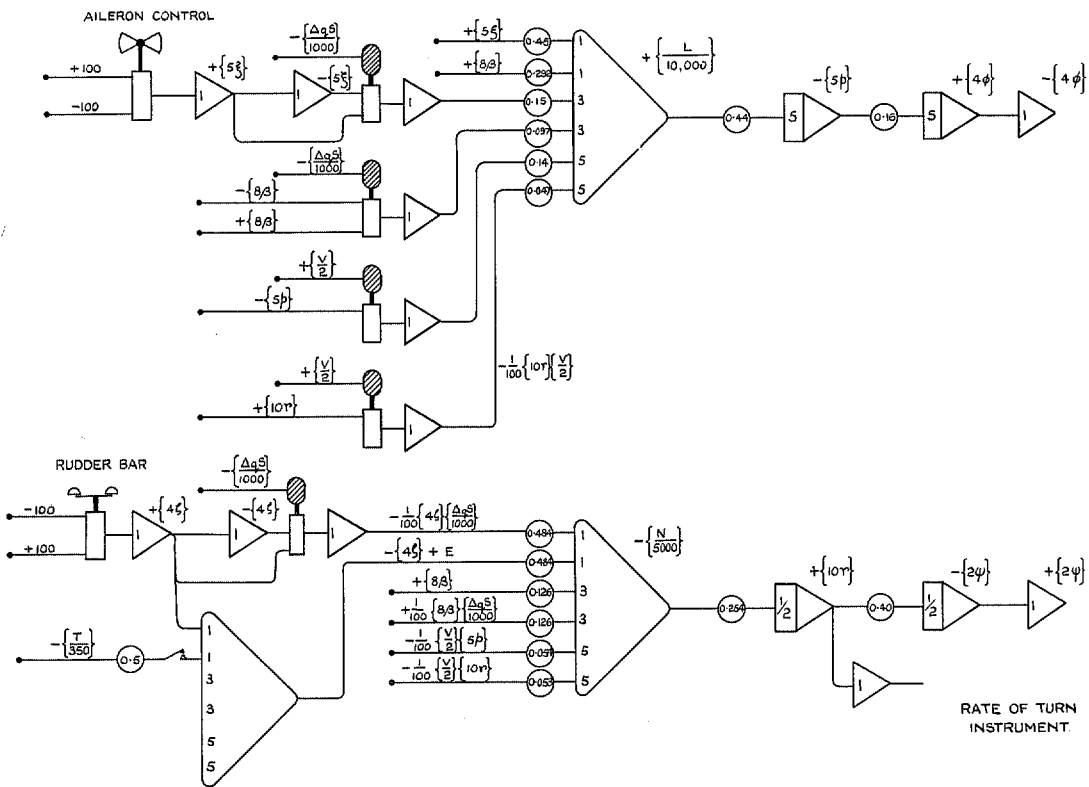 AILERON CONTROL
+100
-100
1
+{5ξ}
1
-{5ξ}
-{ΔqS/1000}
1
+{5ξ} 0.45 1
+{8β} 0.292 1
0.15 3
0.097 3
0.14 5
0.047 5
+{L/10,000}
0.44
5
-{5p}
0.16
5
+{4φ}
1
-{4φ}
-{ΔqS/1000}
-{8β}
+{8β}
1
+{V/2}
-{5p}
1
+{V/2}
+{10r}
1
-1/100{10r}{V/2}
RUDDER BAR
-100
+100
1
+{4ζ}
1
-{4ζ}
-{ΔqS/1000}
1
-1/100{4ζ}{ΔqS/1000} 0.484 1
-{4ζ} + E 0.484 1
+{8β} 0.126 3
+1/100{8β}{ΔqS/1000} 0.126 3
-1/100{V/2}{5p} 0.057 5
-1/100{V/2}{10r} 0.053 5
-{N/5000}
0.254
1/2
+{10r}
0.40
1/2
-{2ψ}
1
+{2ψ}
1
-{T/350}
0.5
1
1
3
3
5
5
RATE OF TURN
INSTRUMENT.